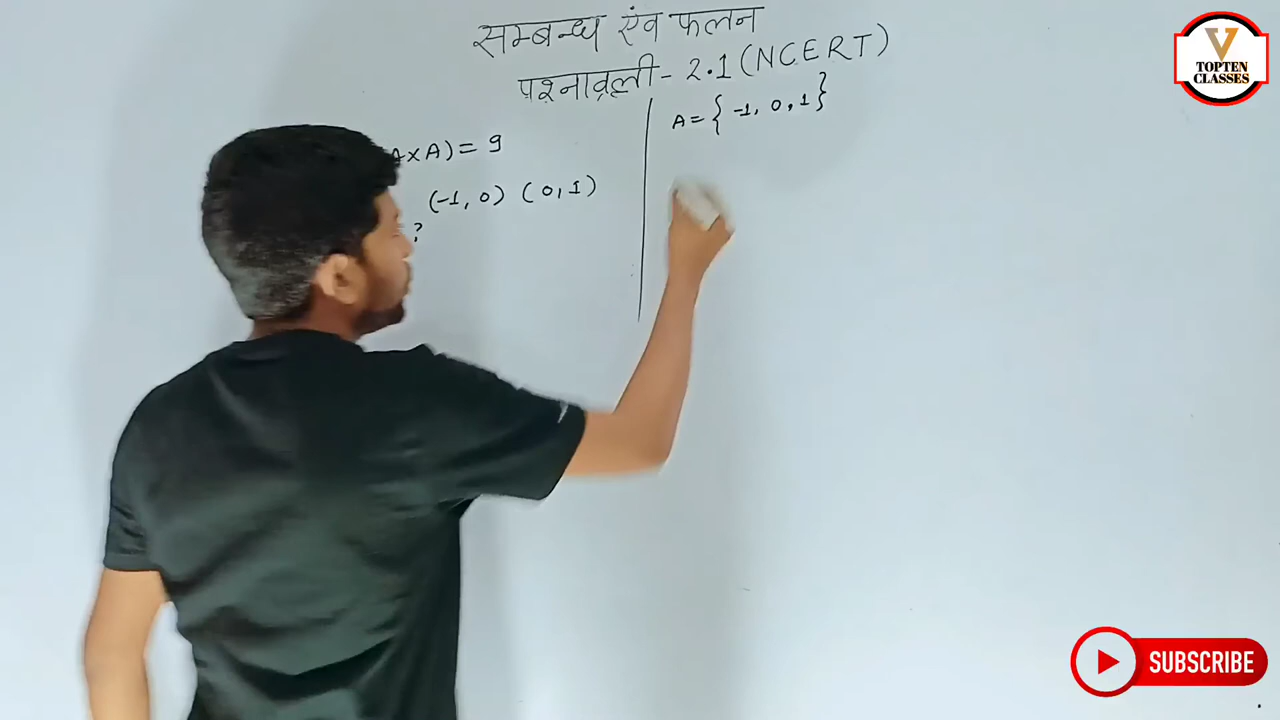 सम्बन्ध एंव फलन
प्रश्नावली - 2.1 (NCERT)
A×A) = 9
(-1, 0) (0, 1)
?
A = { -1, 0, 1 }
V
TOPTEN
CLASSES
SUBSCRIBE